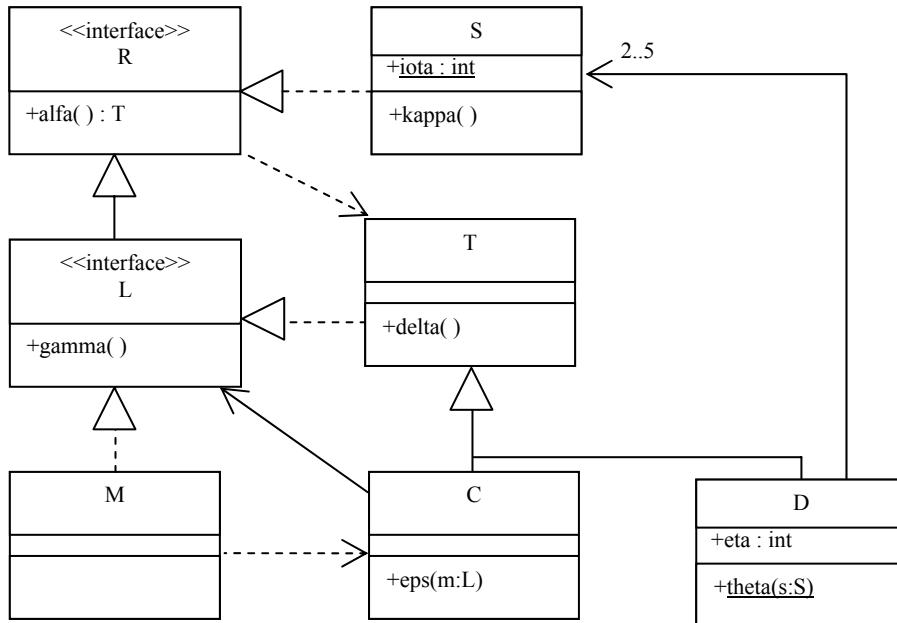 <<interface>>
R
+alfa( ) : T
S
+iota : int
+kappa( )
2..5
<<interface>>
L
+gamma( )
T
+delta( )
M
C
+eps(m:L)
D
+eta : int
+theta(s:S)